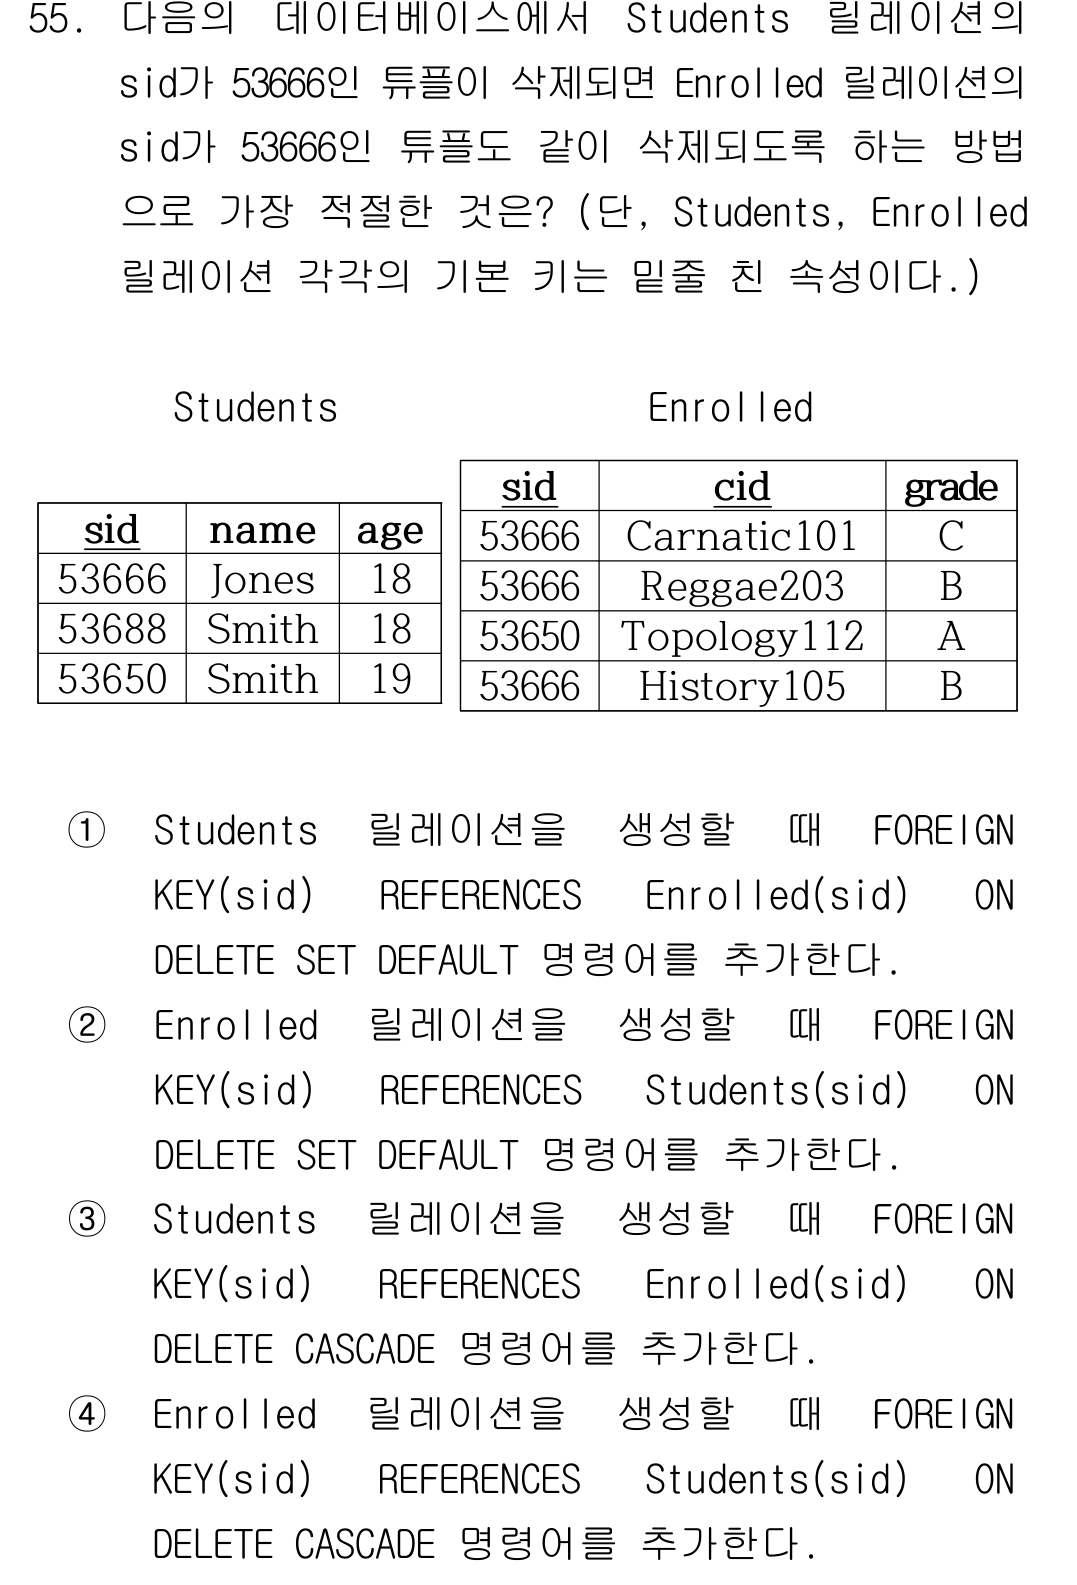 55. 다음의 데이터베이스에서 Students 릴레이션의
sid가 53666인 튜플이 삭제되면 Enrolled 릴레이션의
sid가 53666인 튜플도 같이 삭제되도록 하는 방법
으로 가장 적절한 것은? (단, Students, Enrolled
릴레이션 각각의 기본 키는 밑줄 친 속성이다.)
Students
sid name age
53666 Jones 18
53688 Smith 18
53650 Smith 19
Enrolled
sid cid grade
53666 Carnatic101 C
53666 Reggae203 B
53650 Topology112 A
53666 History105 B
① Students 릴레이션을 생성할 때 FOREIGN
KEY(sid) REFERENCES Enrolled(sid) ON
DELETE SET DEFAULT 명령어를 추가한다.
② Enrolled 릴레이션을 생성할 때 FOREIGN
KEY(sid) REFERENCES Students(sid) ON
DELETE SET DEFAULT 명령어를 추가한다.
③ Students 릴레이션을 생성할 때 FOREIGN
KEY(sid) REFERENCES Enrolled(sid) ON
DELETE CASCADE 명령어를 추가한다.
④ Enrolled 릴레이션을 생성할 때 FOREIGN
KEY(sid) REFERENCES Students(sid) ON
DELETE CASCADE 명령어를 추가한다.